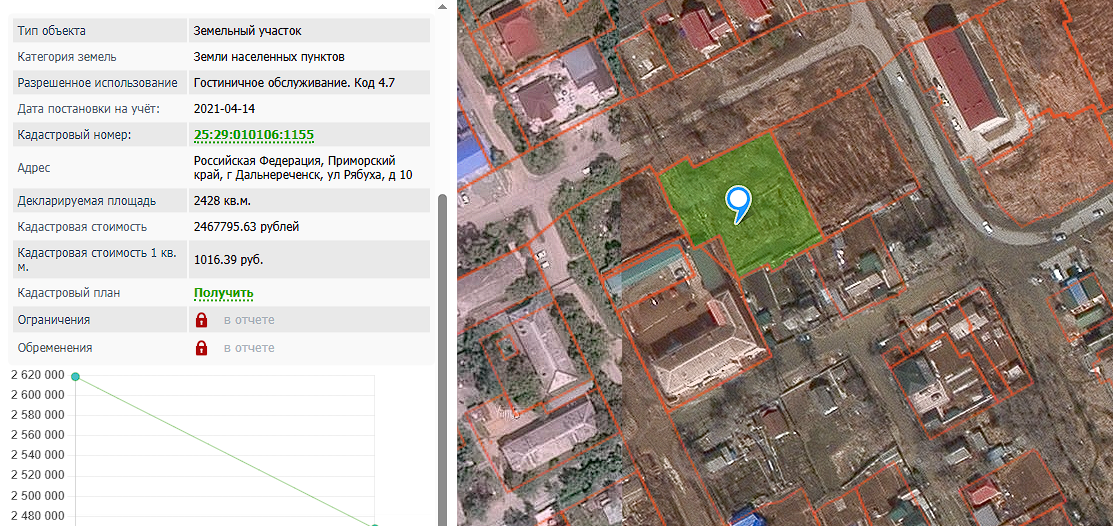 Тип объекта Земельный участок
Категория земель Земли населенных пунктов
Разрешенное использование Гостиничное обслуживание. Код 4.7
Дата постановки на учёт: 2021-04-14
Кадастровый номер: 25:29:010106:1155
Адрес Российская Федерация, Приморский
край, г Дальнереченск, ул Рябуха, д 10
Декларируемая площадь 2428 кв.м.
Кадастровая стоимость 2467795.63 рублей
Кадастровая стоимость 1 кв.
м. 1016.39 руб.
Кадастровый план Получить
Ограничения в отчете
Обременения в отчете
2 620 000
2 600 000
2 580 000
2 560 000
2 540 000
2 520 000
2 500 000
2 480 000